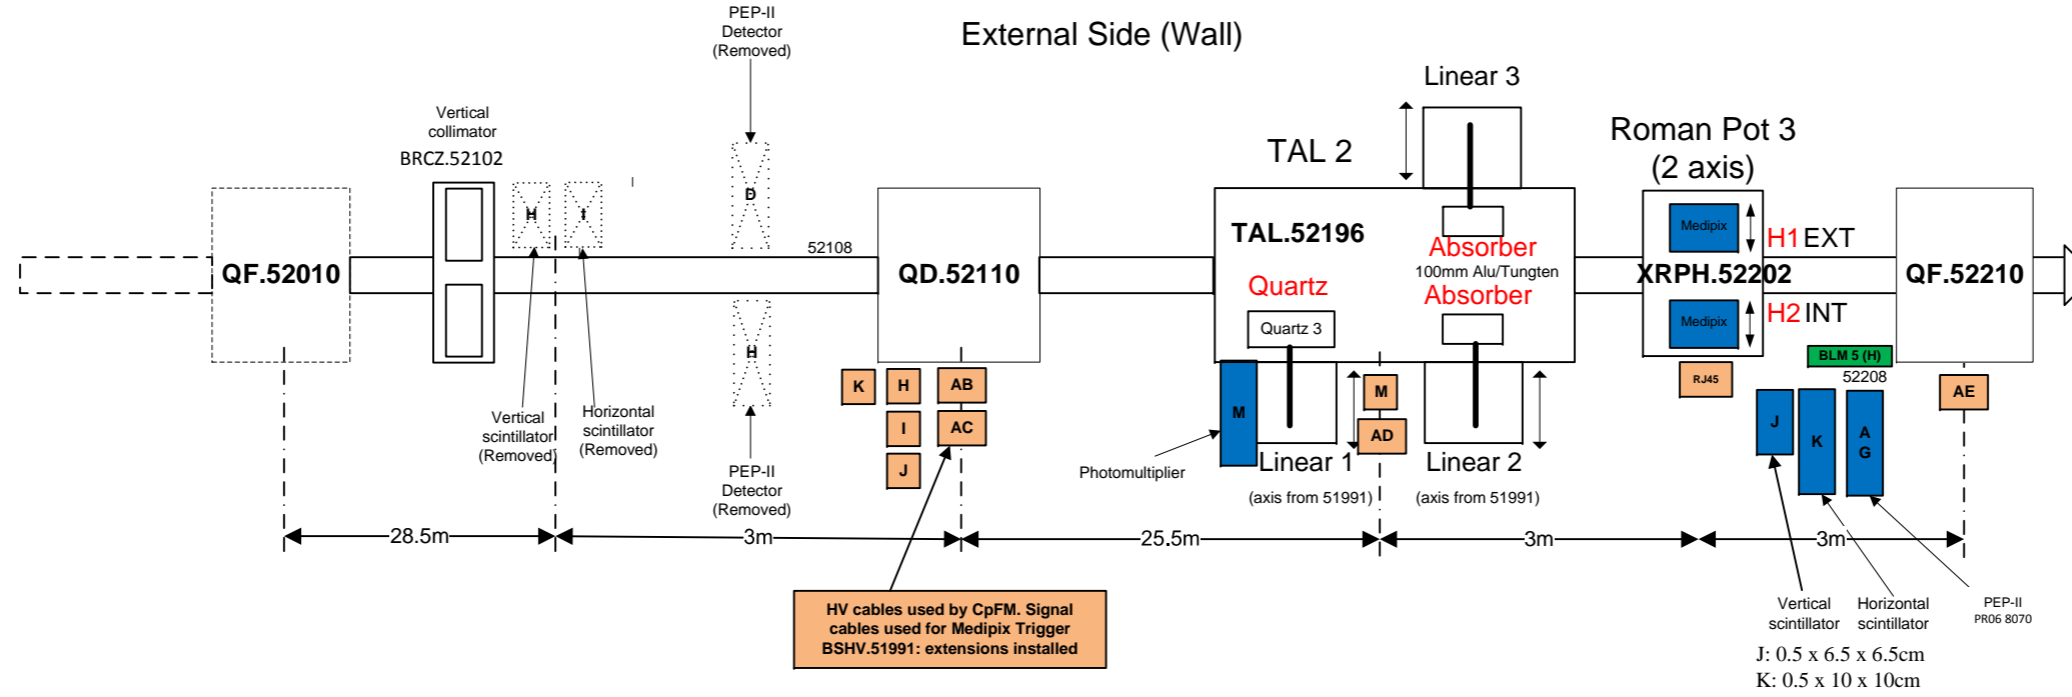 External Side (Wall)
PEP-II
Detector
(Removed)
Vertical
collimator
BRCZ.52102
H
I
D
H
Linear 3
TAL 2
Roman Pot 3
(2 axis)
QF.52010
52108
QD.52110
TAL.52196
Absorber
100mm Alu/Tungten
Absorber
Quartz
Quartz 3
Medipix
H1 EXT
XRPH.52202
Medipix
H2 INT
QF.52210
BLM 5 (H)
52208
K
H
AB
I
AC
J
M
M
AD
RJ45
AE
J
K
A
G
Vertical
scintillator
(Removed)
Horizontal
scintillator
(Removed)
PEP-II
Detector
(Removed)
Photomultiplier
Linear 1
(axis from 51991)
Linear 2
(axis from 51991)
28.5m
3m
25.5m
3m
3m
HV cables used by CpFM. Signal
cables used for Medipix Trigger
BSHV.51991: extensions installed
Vertical
scintillator
Horizontal
scintillator
PEP-II
PR06 8070
J: 0.5 x 6.5 x 6.5cm
K: 0.5 x 10 x 10cm